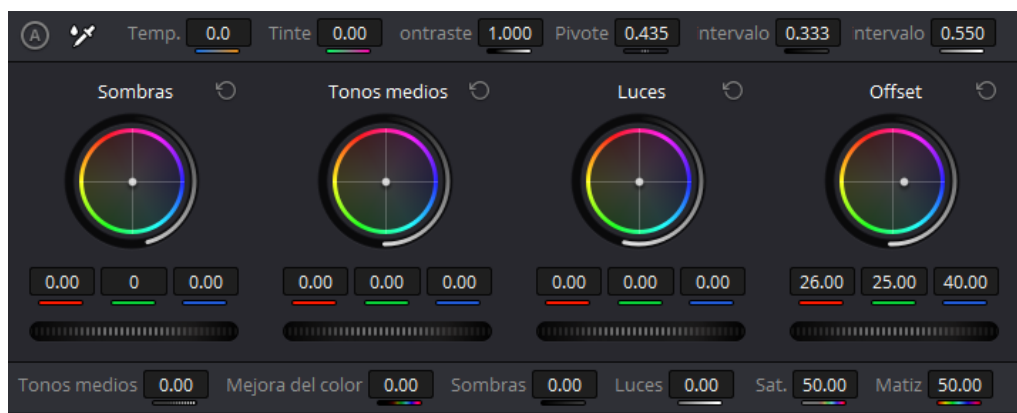 A Temp. 0.0 Tinte 0.00 ontraste 1.000 Pivote 0.435 ntervalo 0.333 ntervalo 0.550
Sombras Tonos medios Luces Offset
0.00 0 0.00 0.00 0.00 0.00 0.00 0.00 0.00 26.00 25.00 40.00
Tonos medios 0.00 Mejora del color 0.00 Sombras 0.00 Luces 0.00 Sat. 50.00 Matiz 50.00